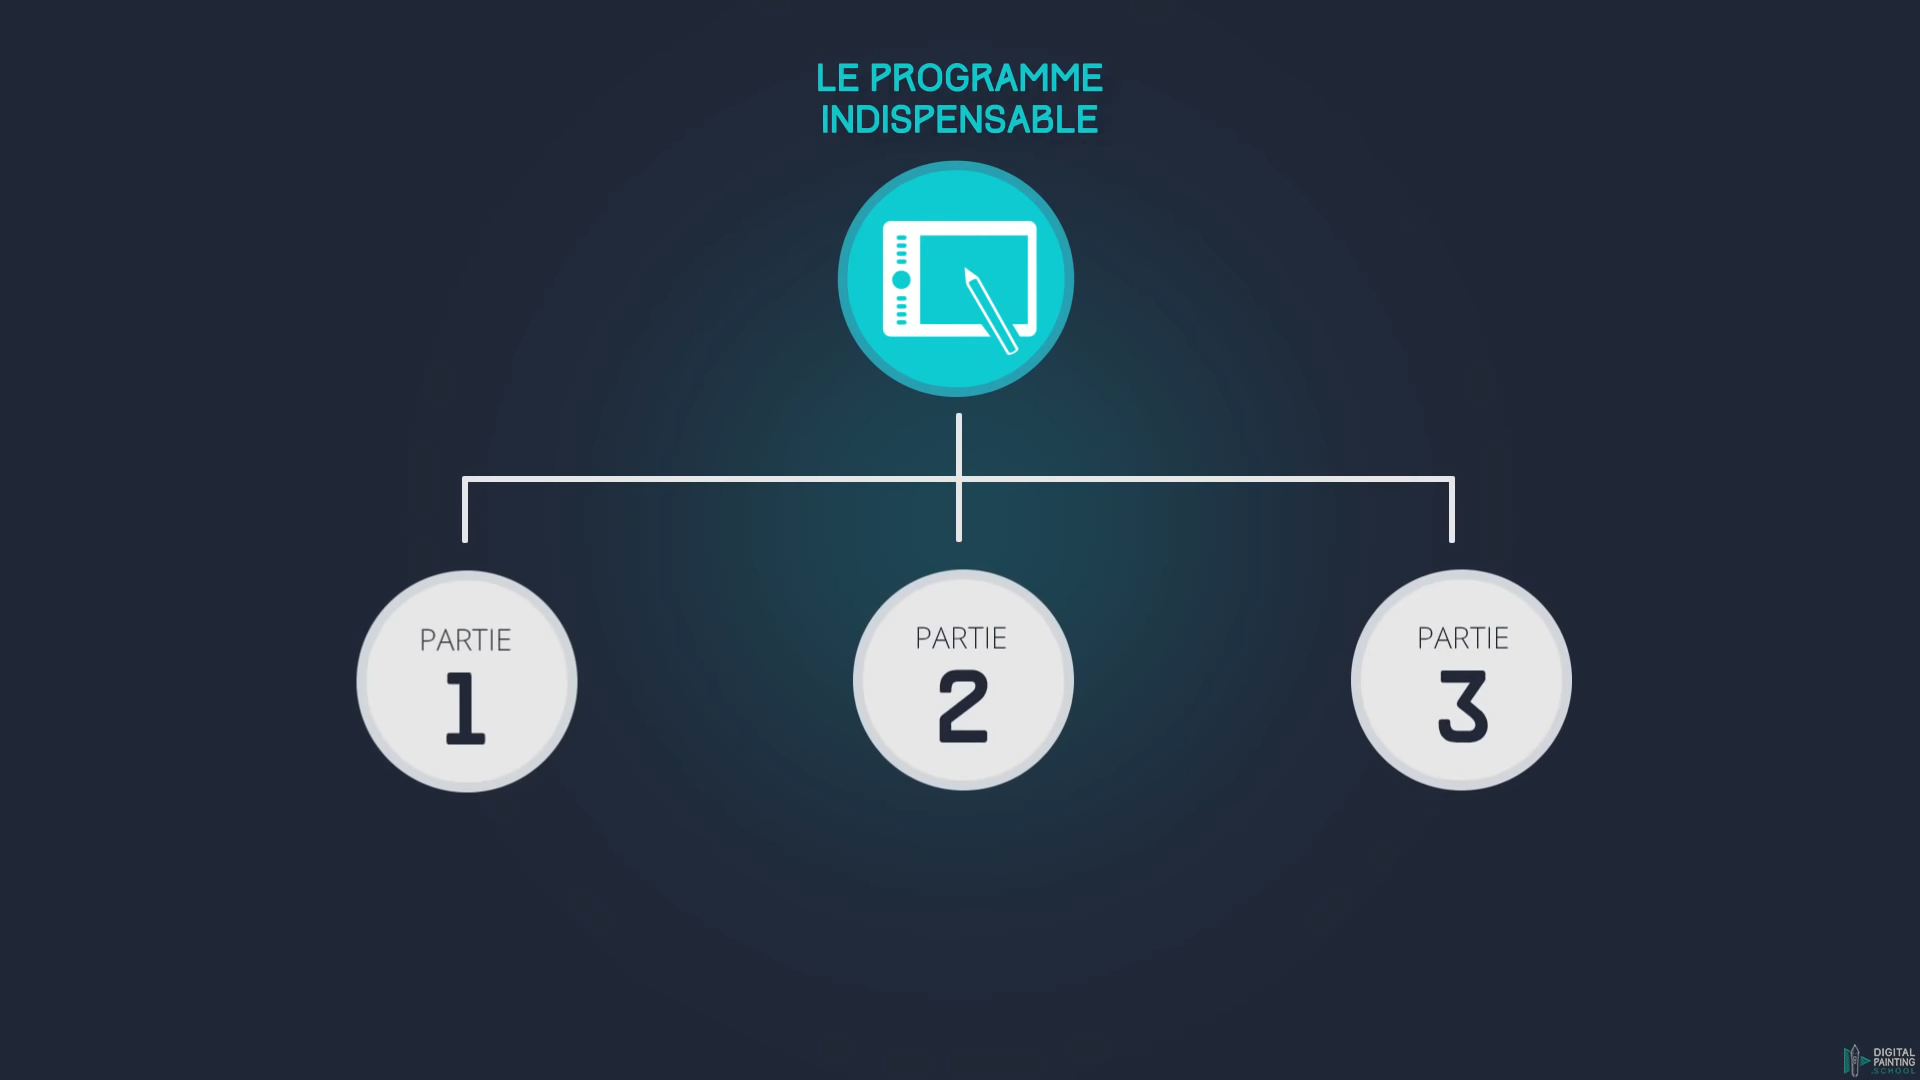 LE PROGRAMME
INDISPENSABLE
PARTIE
1
PARTIE
2
PARTIE
3
DIGITAL
PAINTING
.SCHOOL